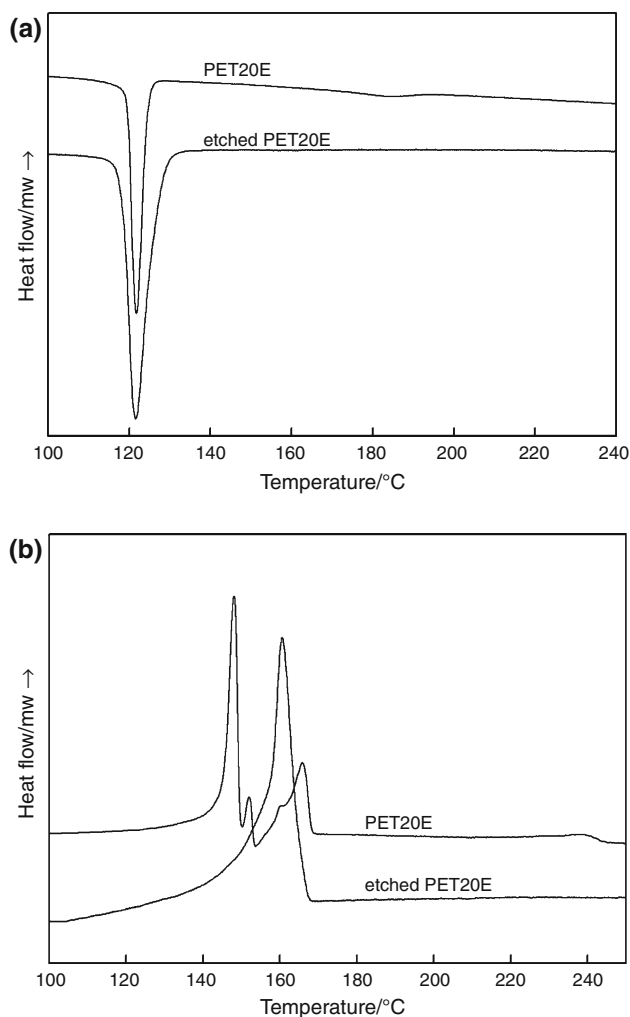 (a)
PET20E
etched PET20E
Heat flow/mw →
100 120 140 160 180 200 220 240
Temperature/°C
(b)
PET20E
etched PET20E
Heat flow/mw →
100 120 140 160 180 200 220 240
Temperature/°C